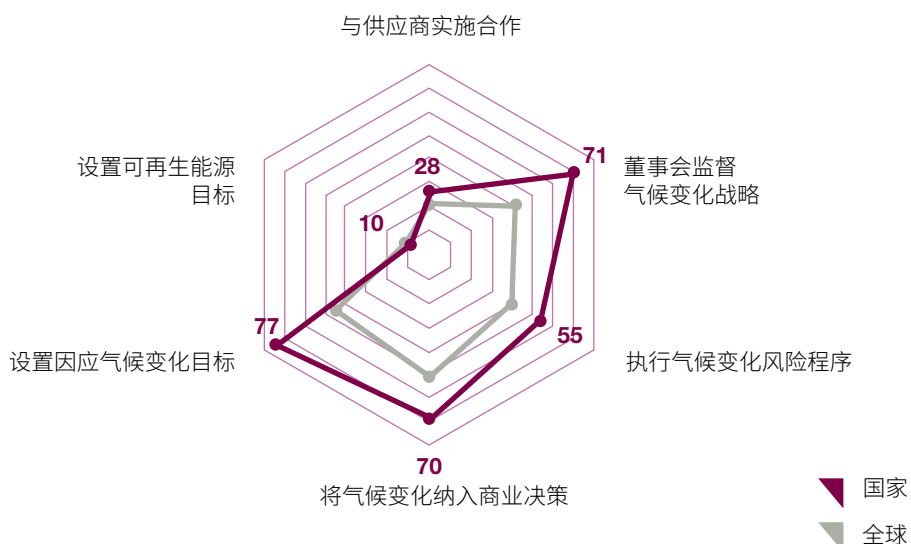 与供应商实施合作
28
71
董事会监督
气候变化战略
设置可再生能源
目标
10
77
设置因应气候变化目标
55
执行气候变化风险程序
70
将气候变化纳入商业决策
国家
全球